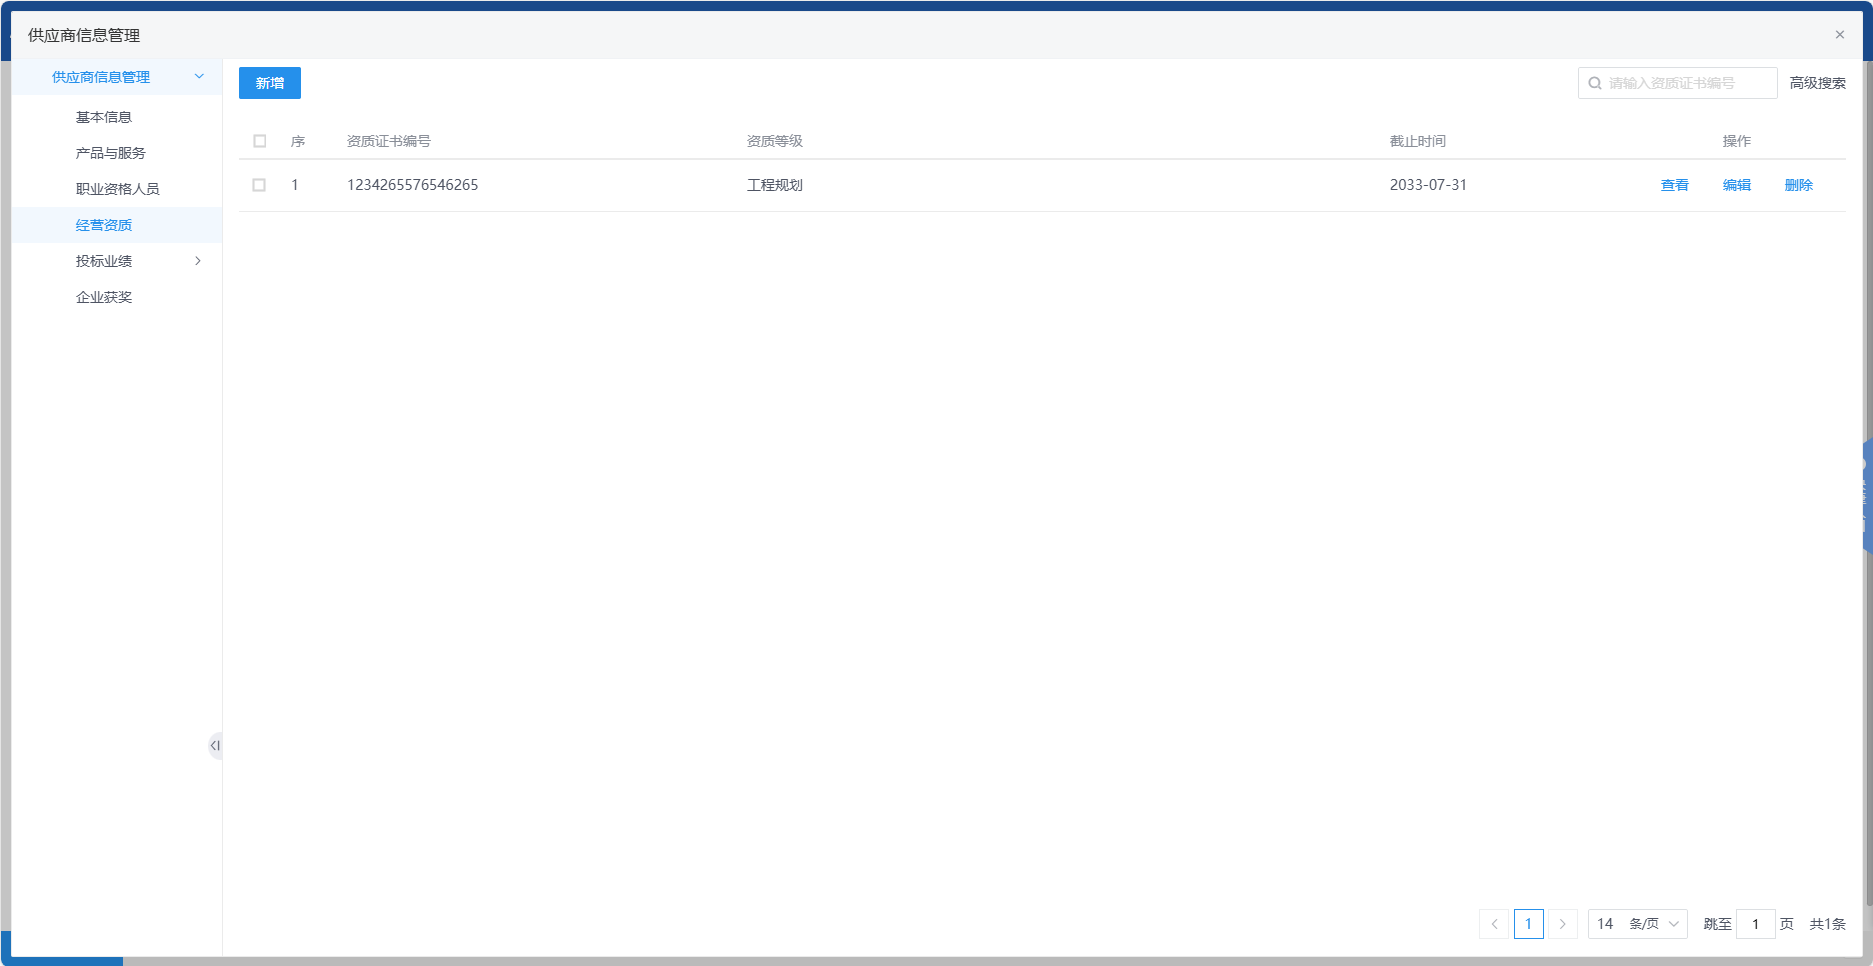 供应商信息管理
供应商信息管理
基本信息
产品与服务
职业资格人员
经营资质
投标业绩
企业获奖
新增
请输入资质证书编号 高级搜索
序 资质证书编号 资质等级 截止时间 操作
1 1234265576546265 工程规划 2033-07-31 查看 编辑 删除
1 14 条/页 跳至 1 页 共1条